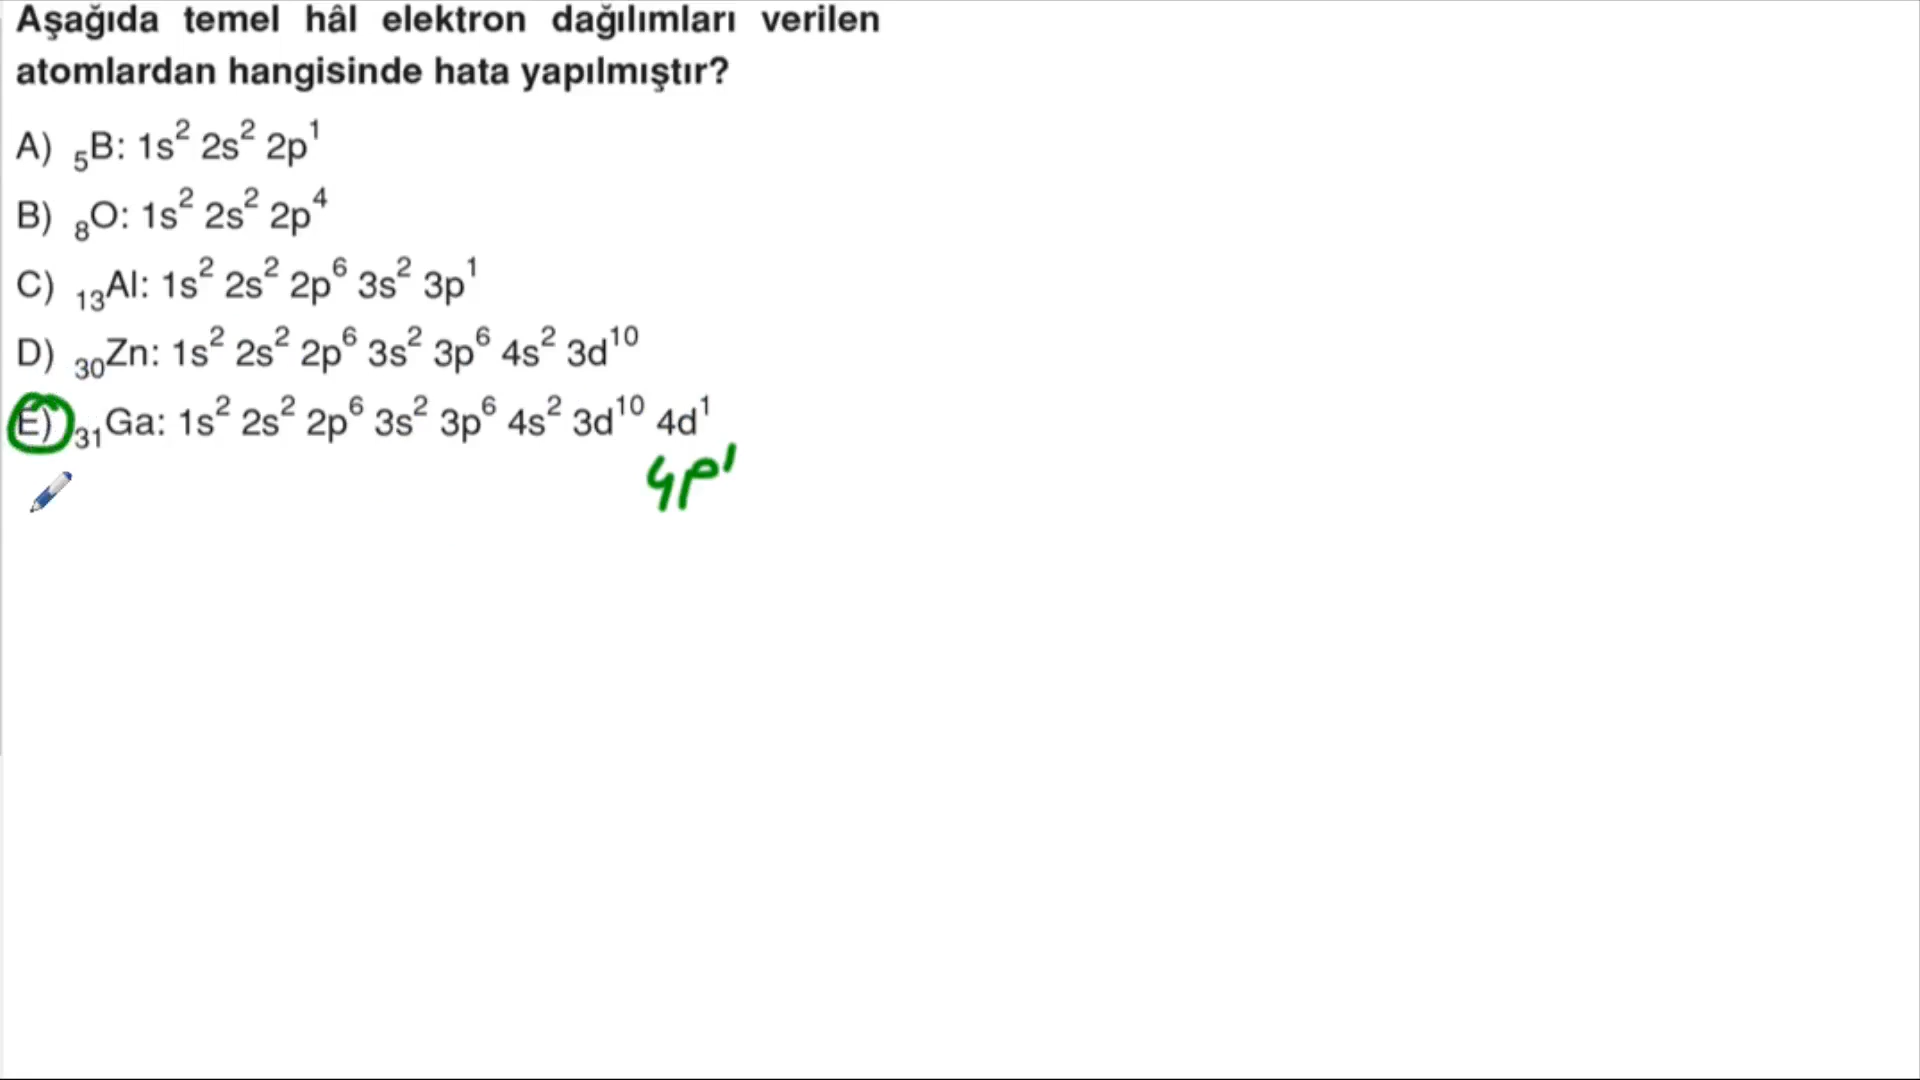 Aşağıda temel hâl elektron dağılımları verilen
atomlardan hangisinde hata yapılmıştır?
A) ₅B: 1s² 2s² 2p¹
B) ₈O: 1s² 2s² 2p⁴
C) ₁₃Al: 1s² 2s² 2p⁶ 3s² 3p¹
D) ₃₀Zn: 1s² 2s² 2p⁶ 3s² 3p⁶ 4s² 3d¹⁰
E) ₃₁Ga: 1s² 2s² 2p⁶ 3s² 3p⁶ 4s² 3d¹⁰ 4d¹
4p¹